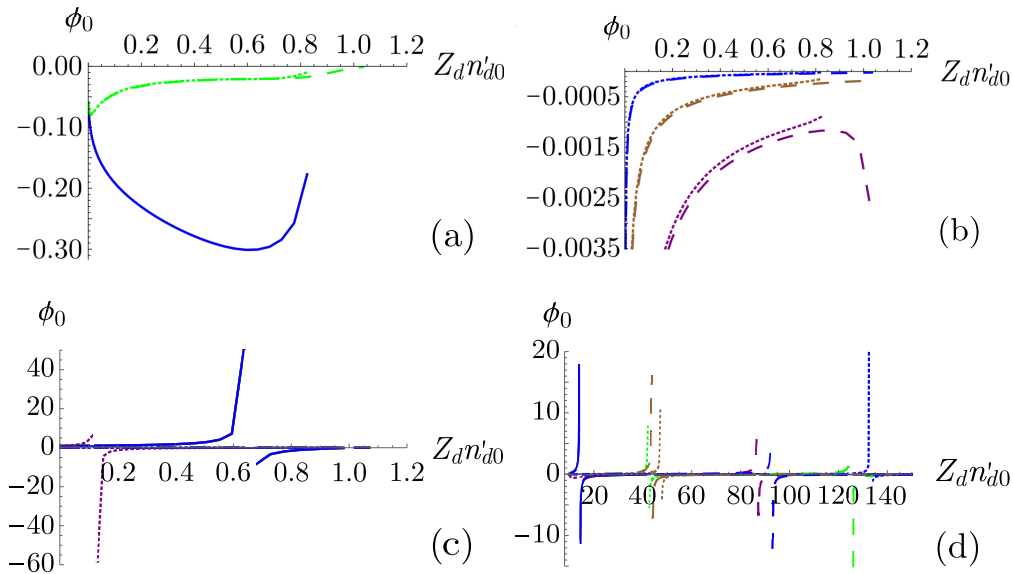 ϕ₀
0.2 0.4 0.6 0.8 1.0 1.2
Z_d n'_{d0}
0.00
−0.10
−0.20
−0.30
(a)
ϕ₀
0.2 0.4 0.6 0.8 1.0 1.2
Z_d n'_{d0}
−0.0005
−0.0015
−0.0025
−0.0035
(b)
ϕ₀
40
20
0
−20
−40
−60
0.2 0.4 0.6 0.8 1.0 1.2
Z_d n'_{d0}
(c)
ϕ₀
20
10
0
−10
20 40 60 80 100 120 140
Z_d n'_{d0}
(d)